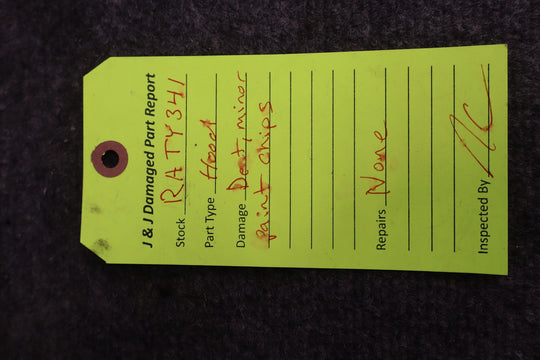 J & J Damaged Part Report
Stock RATY341
Part Type Hood
Damage Dent, minor
paint chips
Repairs None
Inspected By